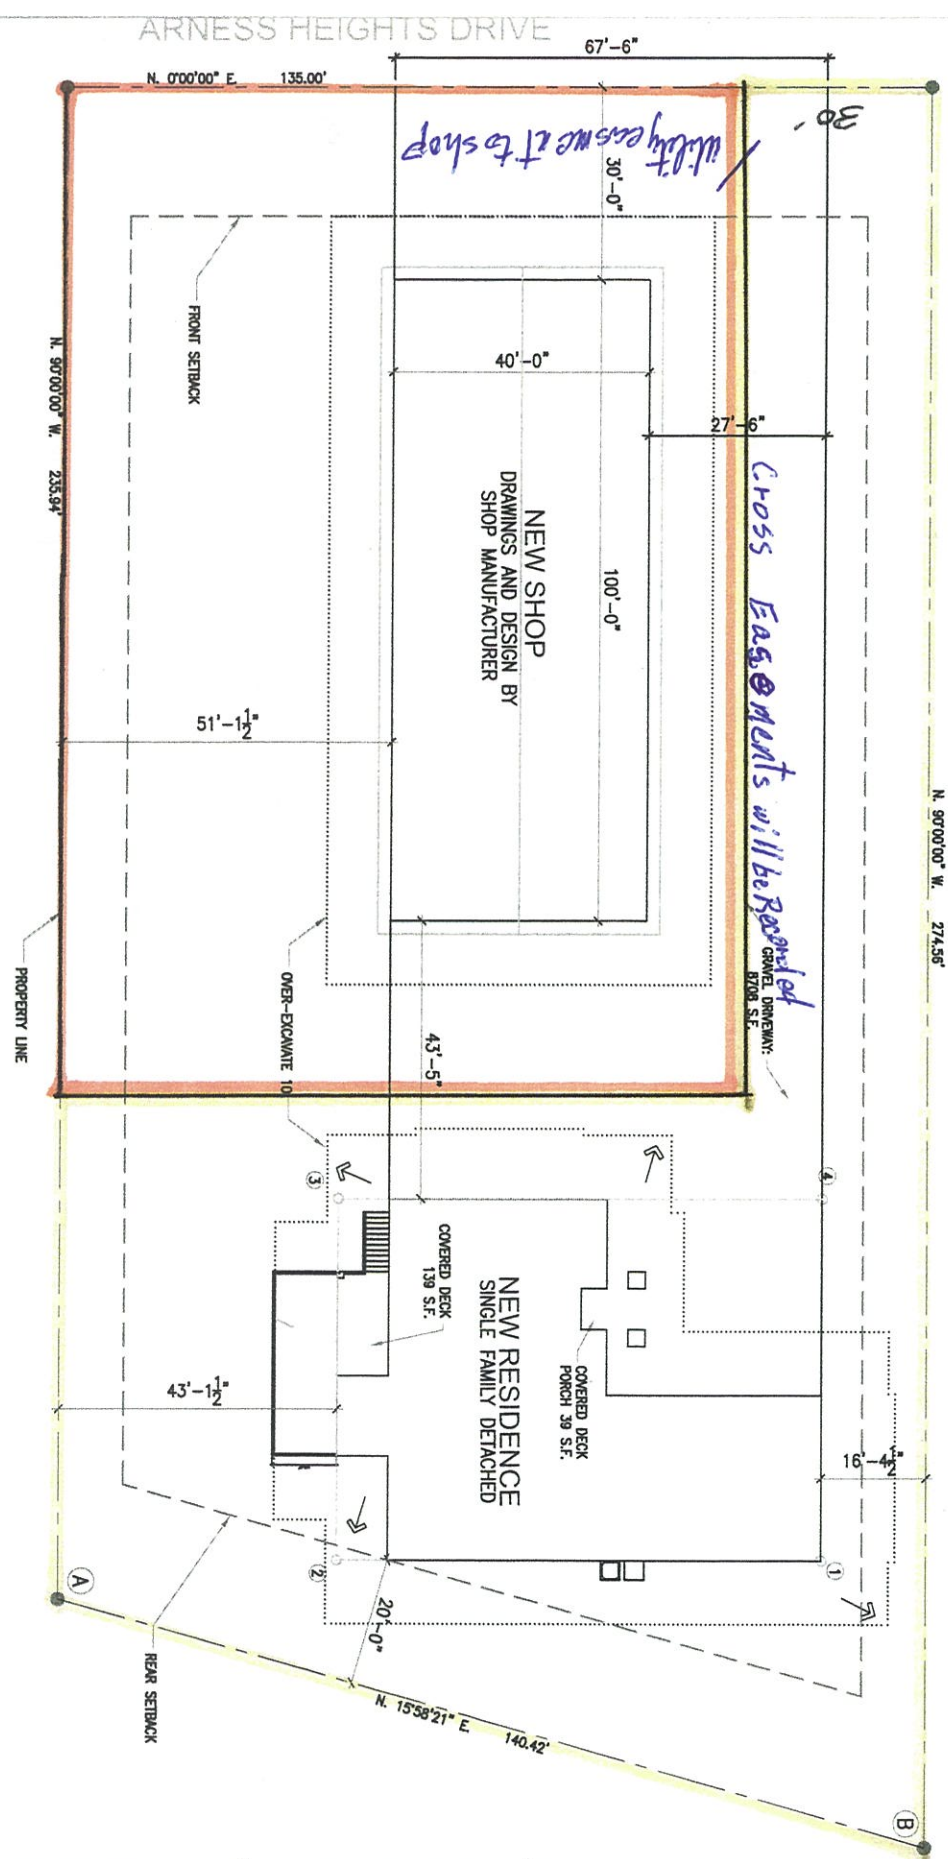 ARNESS HEIGHTS DRIVE
67'-6"
N. 0°00'00" E. 135.00'
30'
utility easment to shop
30'-0"
FRONT SETBACK
N. 90°00'00" W. 235.94'
40'-0"
27'-6"
Cross Easements will be Recorded
N. 90°00'00" W. 274.56'
NEW SHOP
DRAWINGS AND DESIGN BY
SHOP MANUFACTURER
100'-0"
51'-1½"
GRAVEL DRIVEWAY:
8708 S.F.
PROPERTY LINE
OVER-EXCAVATE 10
43'-5"
3
4
COVERED DECK
139 S.F.
NEW RESIDENCE
SINGLE FAMILY DETACHED
COVERED DECK
PORCH 39 S.F.
43'-1½"
16'-4½"
2
1
A
20'-0"
REAR SETBACK
N. 15°58'21" E. 140.42'
B